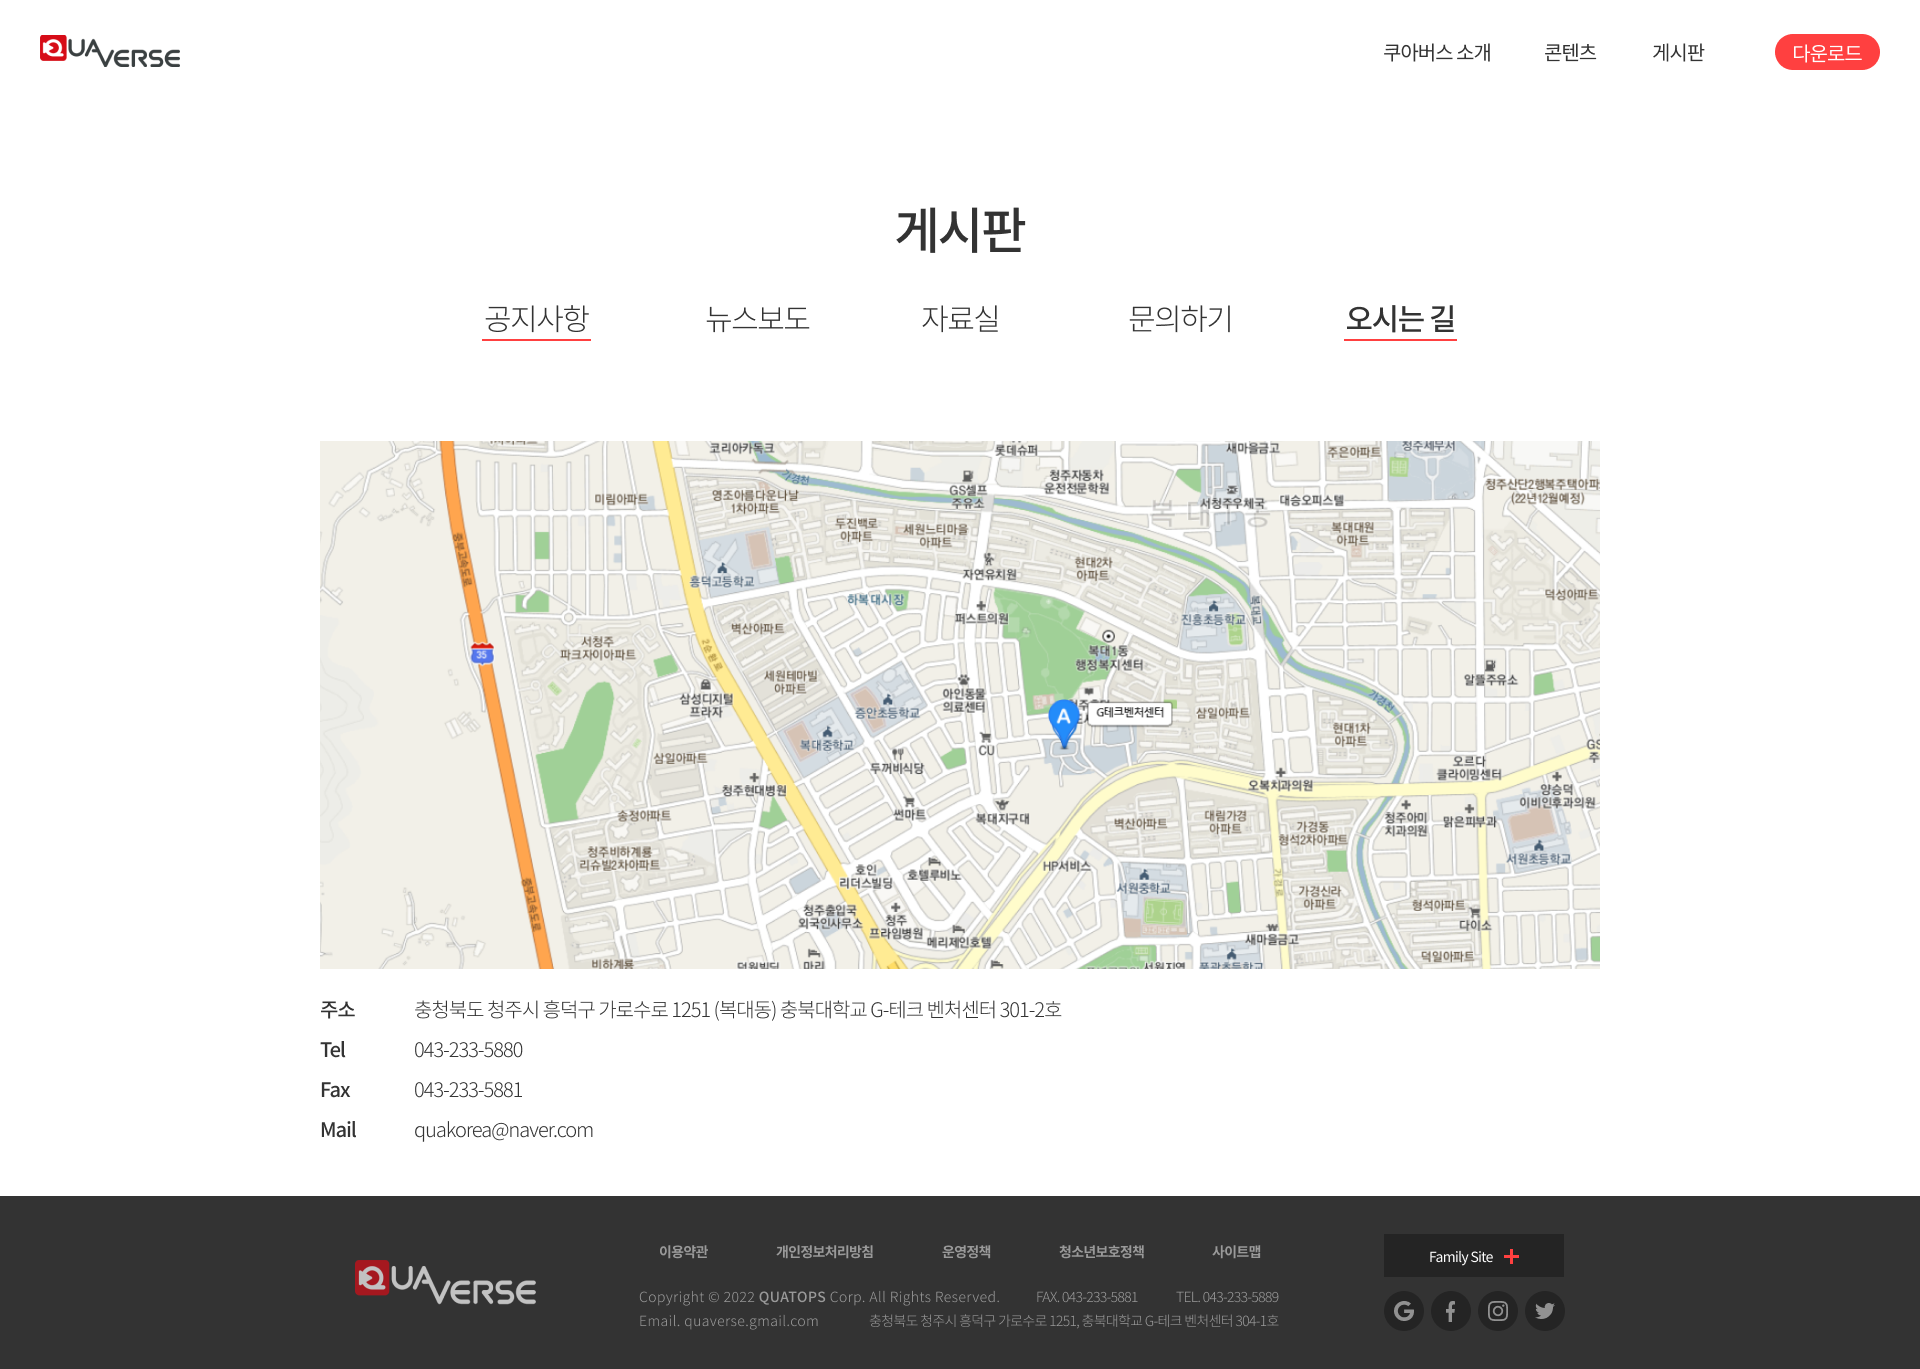 QUAVERSE
쿠아버스 소개
콘텐츠
게시판
다운로드
게시판
공지사항
뉴스보도
자료실
문의하기
오시는 길
코리아카독크
롯데슈퍼
새마을금고
주은아파트
청주세무서
가경천
GS셀프
주유소
청주자동차
운전전문학원
청주산단2행복주택아파
(22년12월예정)
미림아파트
영조아름다운나날
1차아파트
서청주우체국
대승오피스텔
두진백로
아파트
세원느티마을
아파트
복대대원
아파트
중부고속도로
자연유치원
현대2차
아파트
흥덕고등학교
하복대시장
퍼스트의원
진흥초등학교
복대교
덕성아파트
벽산아파트
서청주
파크자이아파트
35
2순환로
복대1동
행정복지센터
세원테마빌
아파트
삼성디지털
프라자
아인동물
의료센터
알뜰주유소
가경천
A
G테크벤처센터
증안초등학교
삼일아파트
복대중학교
현대1차
아파트
CU
삼일아파트
두꺼비식당
오르다
클라이밍센터
청주현대병원
오복치과의원
양승덕
이비인후과의원
썬마트
복대지구대
송정아파트
벽산아파트
대림가경
아파트
가경동
형석2차아파트
청주아미
치과의원
맑은피부과
청주비하계룡
리슈빌2차아파트
HP서비스
서원초등학교
호인
리더스빌딩
호텔루비노
서원중학교
가경신라
아파트
중부고속도로
청주출입국
외국인사무소
청주
프라임병원
형석아파트
다이소
메리제인호텔
새마을금고
비하계룡
덕일아파트
주소
충청북도 청주시 흥덕구 가로수로 1251 (복대동) 충북대학교 G-테크 벤처센터 301-2호
Tel
043-233-5880
Fax
043-233-5881
Mail
quakorea@naver.com
QUAVERSE
이용약관
개인정보처리방침
운영정책
청소년보호정책
사이트맵
Family Site
Copyright © 2022 QUATOPS Corp. All Rights Reserved.
FAX. 043-233-5881
TEL. 043-233-5889
Email. quaverse.gmail.com
충청북도 청주시 흥덕구 가로수로 1251, 충북대학교 G-테크 벤처센터 304-1호